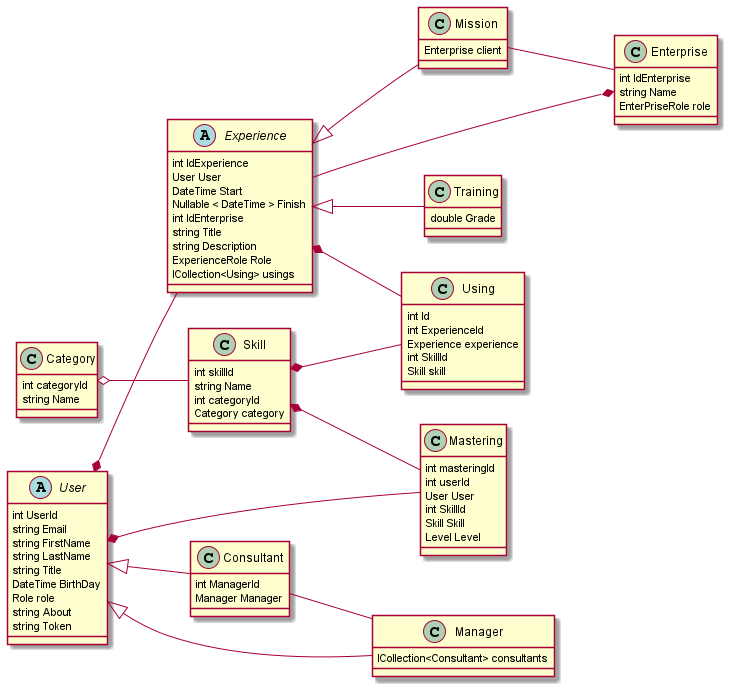 C Mission
Enterprise client
C Enterprise
int IdEnterprise
string Name
EnterPriseRole role
A Experience
int IdExperience
User User
DateTime Start
Nullable < DateTime > Finish
int IdEnterprise
string Title
string Description
ExperienceRole Role
ICollection<Using> usings
C Training
double Grade
C Using
int Id
int ExperienceId
Experience experience
int SkillId
Skill skill
C Category
int categoryId
string Name
C Skill
int skillId
string Name
int categoryId
Category category
C Mastering
int masteringId
int userId
User User
int SkillId
Skill Skill
Level Level
A User
int UserId
string Email
string FirstName
string LastName
string Title
DateTime BirthDay
Role role
string About
string Token
C Consultant
int ManagerId
Manager Manager
C Manager
ICollection<Consultant> consultants